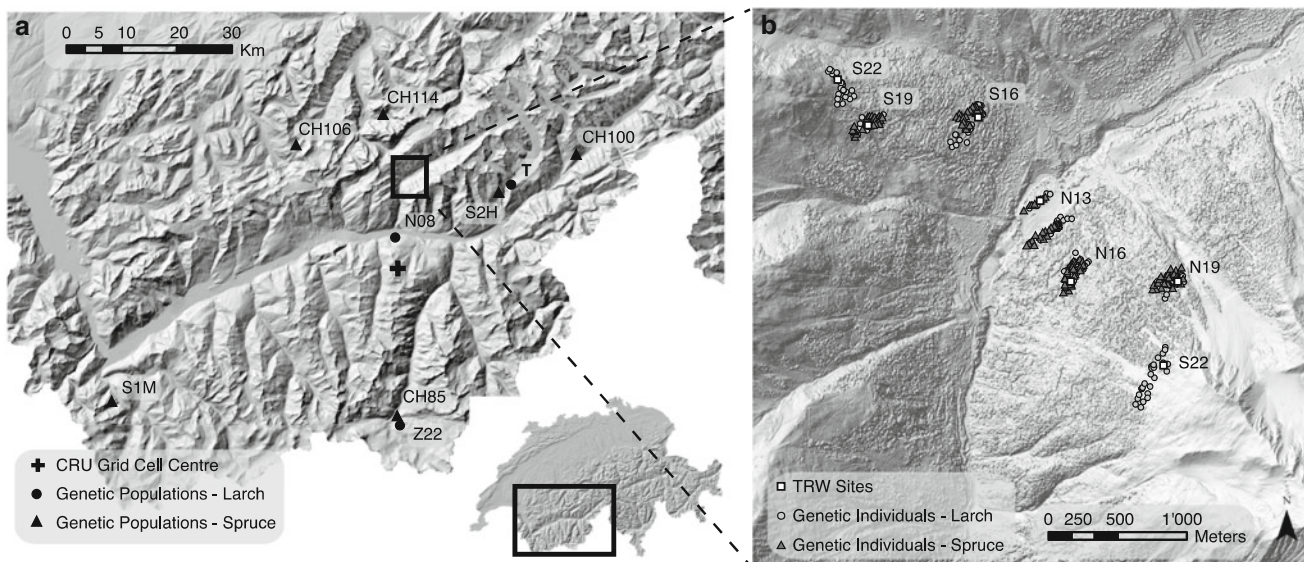 a
0 5 10 20 30
Km
CH114
CH106
CH100
T
S2H
N08
S1M
CH85
Z22
CRU Grid Cell Centre
Genetic Populations - Larch
Genetic Populations - Spruce
b
S22
S19
S16
N13
N16
N19
S22
TRW Sites
Genetic Individuals - Larch
Genetic Individuals - Spruce
0 250 500 1'000
Meters
N